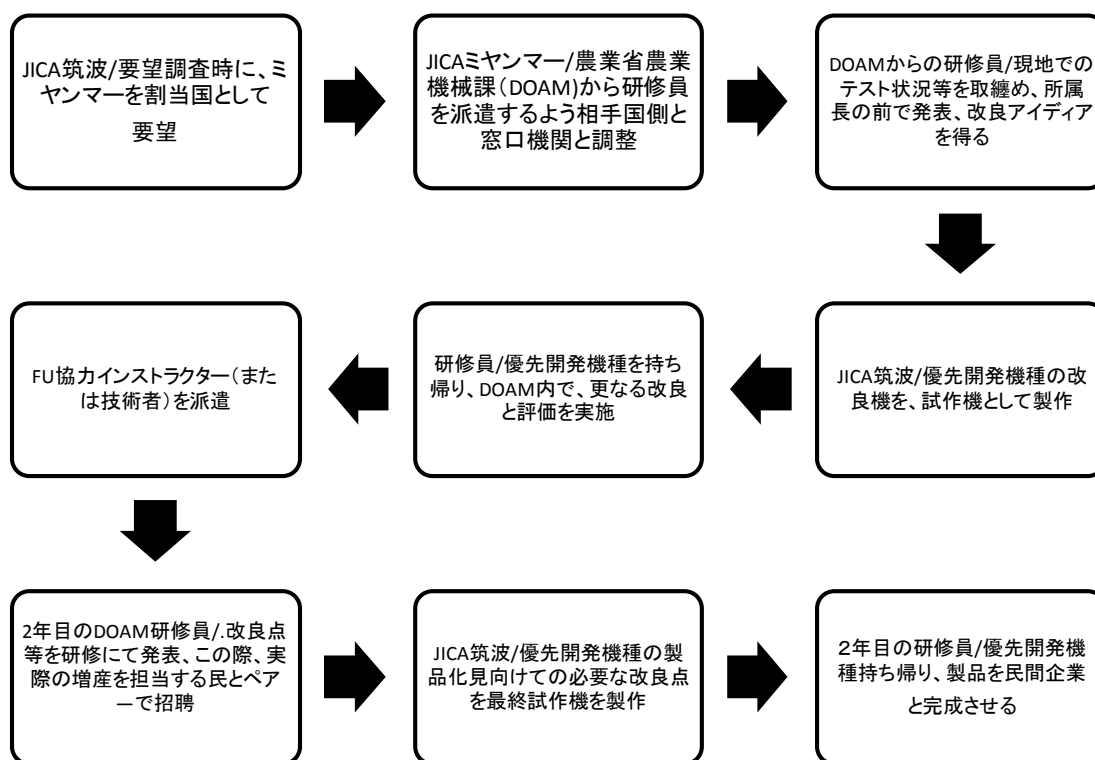 JICA筑波/要望調査時に、ミ
ヤンマーを割当国として
要望
JICAミヤンマー/農業省農業
機械課(DOAM)から研修員
を派遣するよう相手国側と
窓口機関と調整
DOAMからの研修員/現地での
テスト状況等を取纏め、所属
長の前で発表、改良アイディア
を得る
FU協力インストラクター(また
は技術者)を派遣
研修員/優先開発機種を持ち
帰り、DOAM内で、更なる改良
と評価を実施
JICA筑波/優先開発機種の改
良機を、試作機として製作
2年目のDOAM研修員/.改良点
等を研修にて発表、この際、実
際の増産を担当する民とペア
ーで招聘
JICA筑波/優先開発機種の製
品化見向けての必要な改良点
を最終試作機を製作
２年目の研修員/優先開発機
種持ち帰り、製品を民間企業
と完成させる